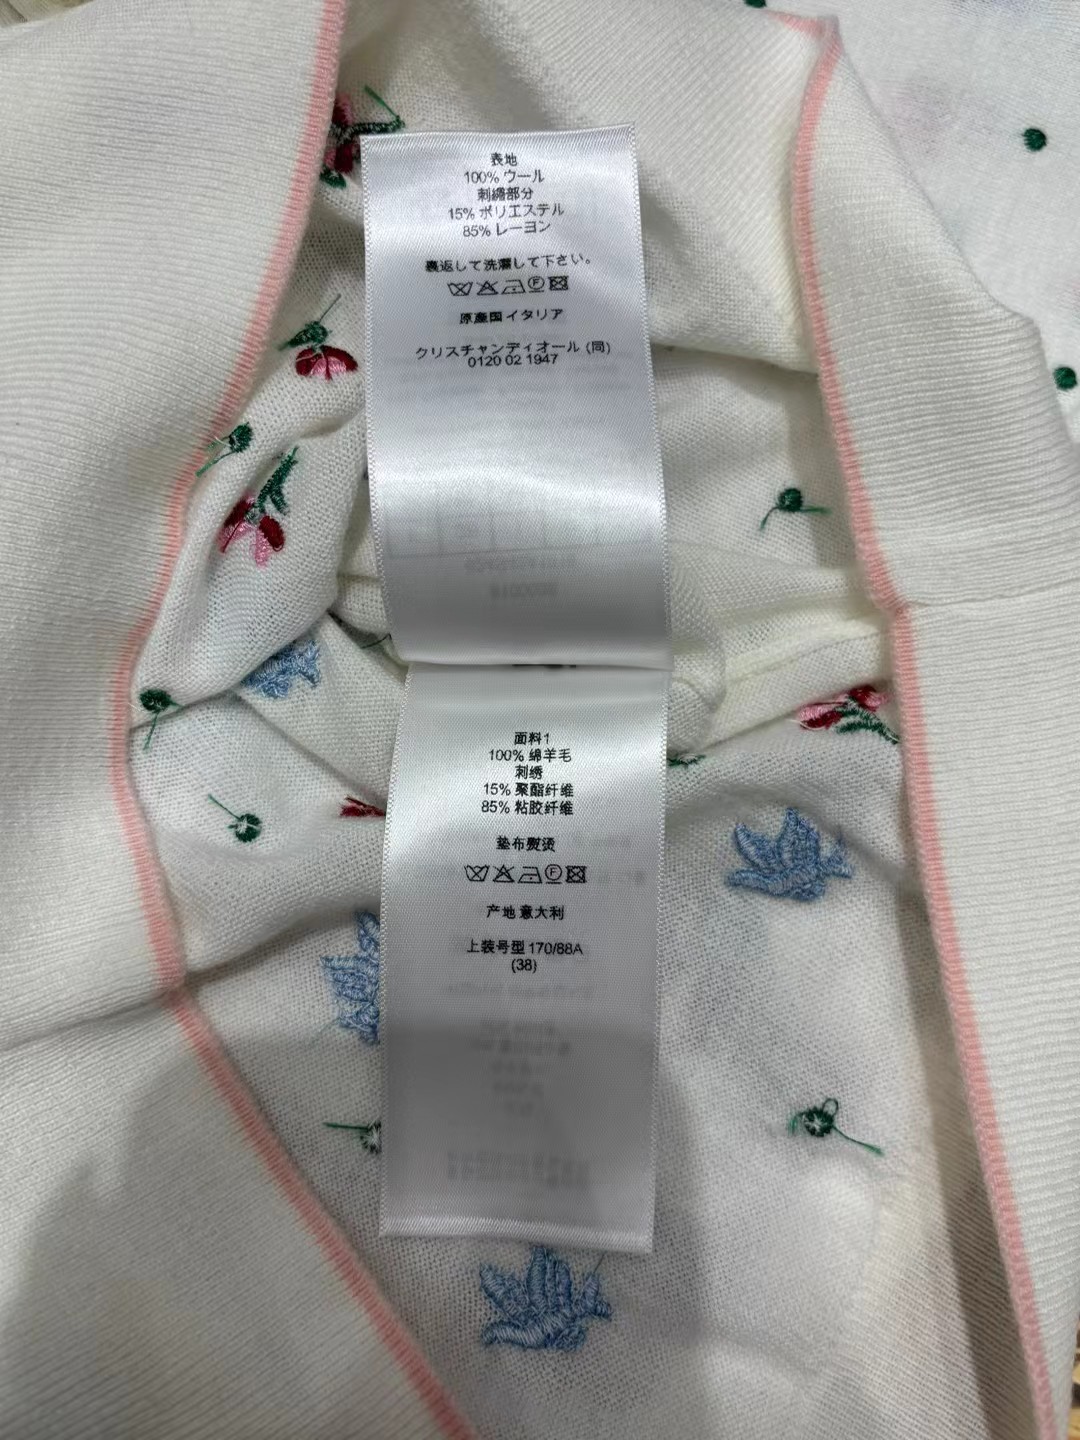 表地
100% ウール
刺繍部分
15% ポリエステル
85% レーヨン
裏返して洗濯して下さい。
原産国イタリア
クリスチャンディオール (同)
0120 02 1947
面料1
100% 绵羊毛
刺绣
15% 聚酯纤维
85% 粘胶纤维
垫布熨烫
产地 意大利
上装号型 170/88A
(38)